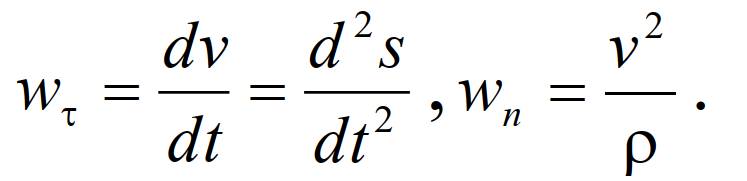 w_τ = dv/dt = d²s/dt², w_n = v²/ρ.